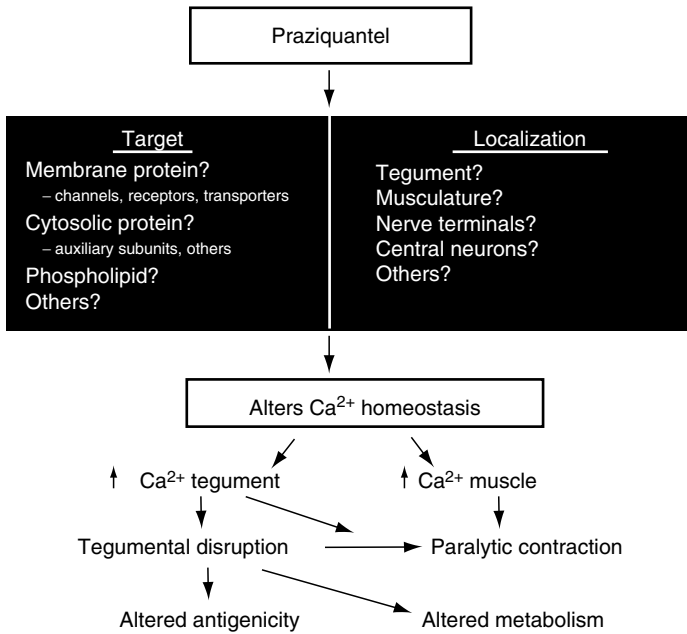 Praziquantel
Target
Membrane protein?
– channels, receptors, transporters
Cytosolic protein?
– auxiliary subunits, others
Phospholipid?
Others?
Localization
Tegument?
Musculature?
Nerve terminals?
Central neurons?
Others?
Alters Ca²⁺ homeostasis
Ca²⁺ tegument
Ca²⁺ muscle
Tegumental disruption
Paralytic contraction
Altered antigenicity
Altered metabolism